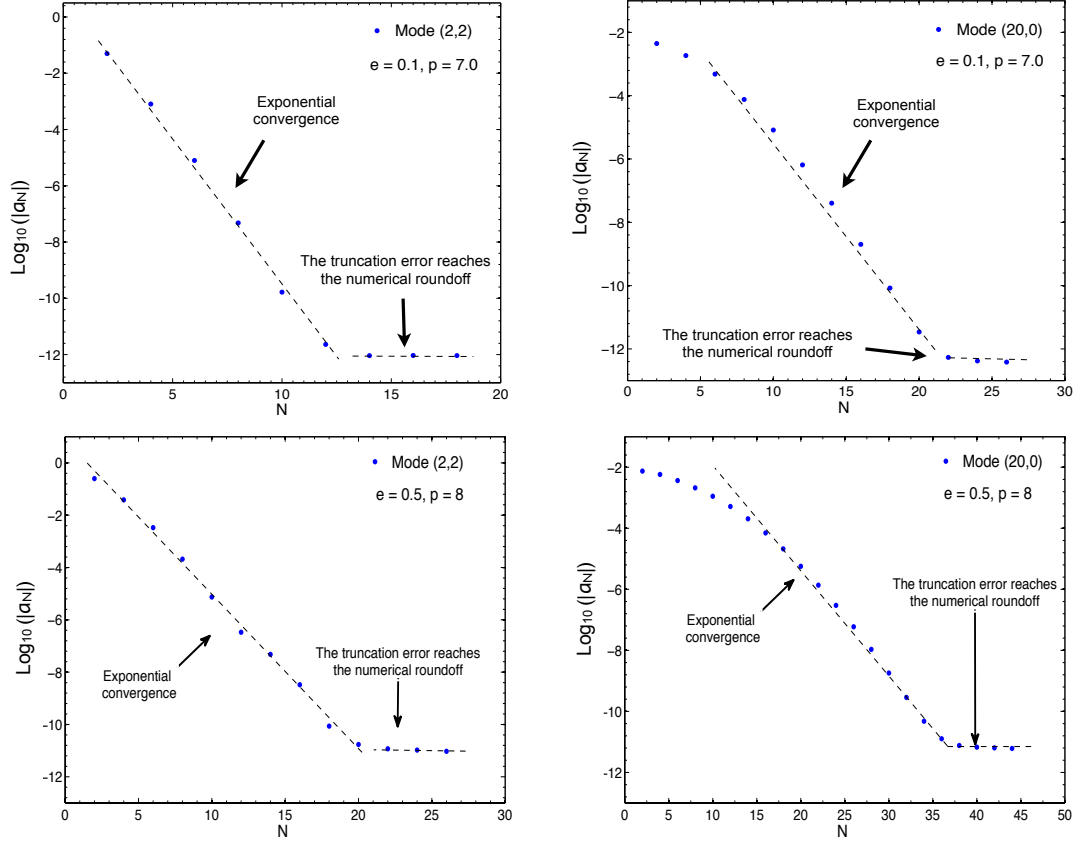 Mode (2,2)
e = 0.1, p = 7.0
Exponential
convergence
The truncation error reaches
the numerical roundoff
Log10 (|aN|)
0
−2
−4
−6
−8
−10
−12
0 5 10 15 20
N
Mode (20,0)
e = 0.1, p = 7.0
Exponential
convergence
The truncation error reaches
the numerical roundoff
Log10 (|aN|)
−2
−4
−6
−8
−10
−12
0 5 10 15 20 25 30
N
Mode (2,2)
e = 0.5, p = 8
Exponential
convergence
The truncation error reaches
the numerical roundoff
Log10 (|aN|)
0
−2
−4
−6
−8
−10
−12
0 5 10 15 20 25 30
N
Mode (20,0)
e = 0.5, p = 8
The truncation error reaches
the numerical roundoff
Exponential
convergence
Log10 (|aN|)
−2
−4
−6
−8
−10
−12
0 5 10 15 20 25 30 35 40 45 50
N